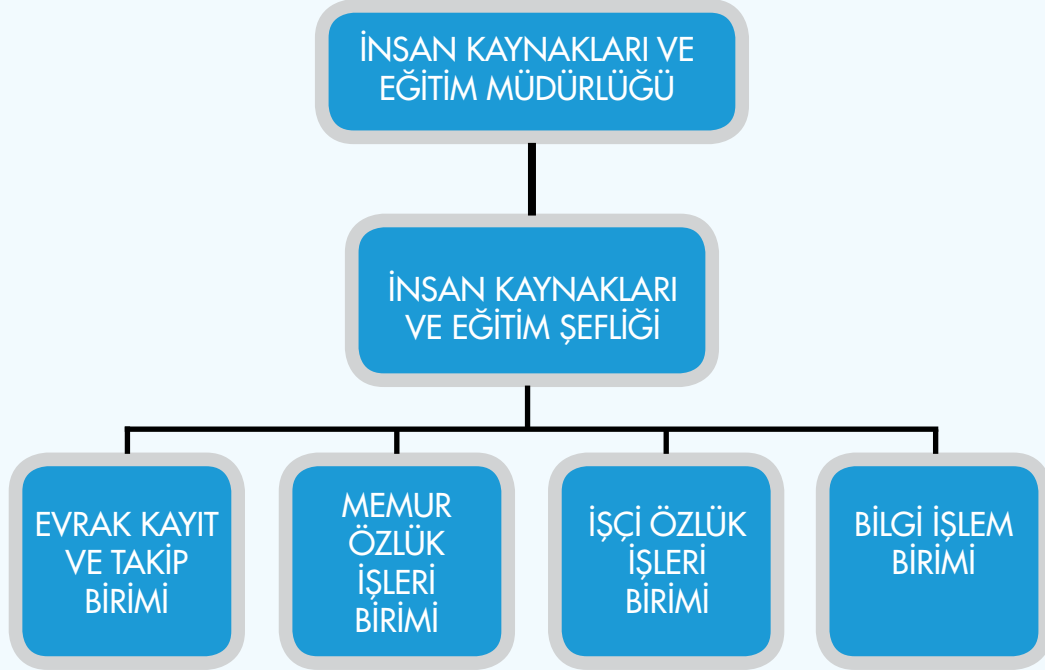 İNSAN KAYNAKLARI VE
EĞİTİM MÜDÜRLÜĞÜ
İNSAN KAYNAKLARI
VE EĞİTİM ŞEFLİĞİ
EVRAK KAYIT
VE TAKİP
BİRİMİ
MEMUR
ÖZLÜK
İŞLERİ
BİRİMİ
İŞÇİ ÖZLÜK
İŞLERİ
BİRİMİ
BİLGİ İŞLEM
BİRİMİ